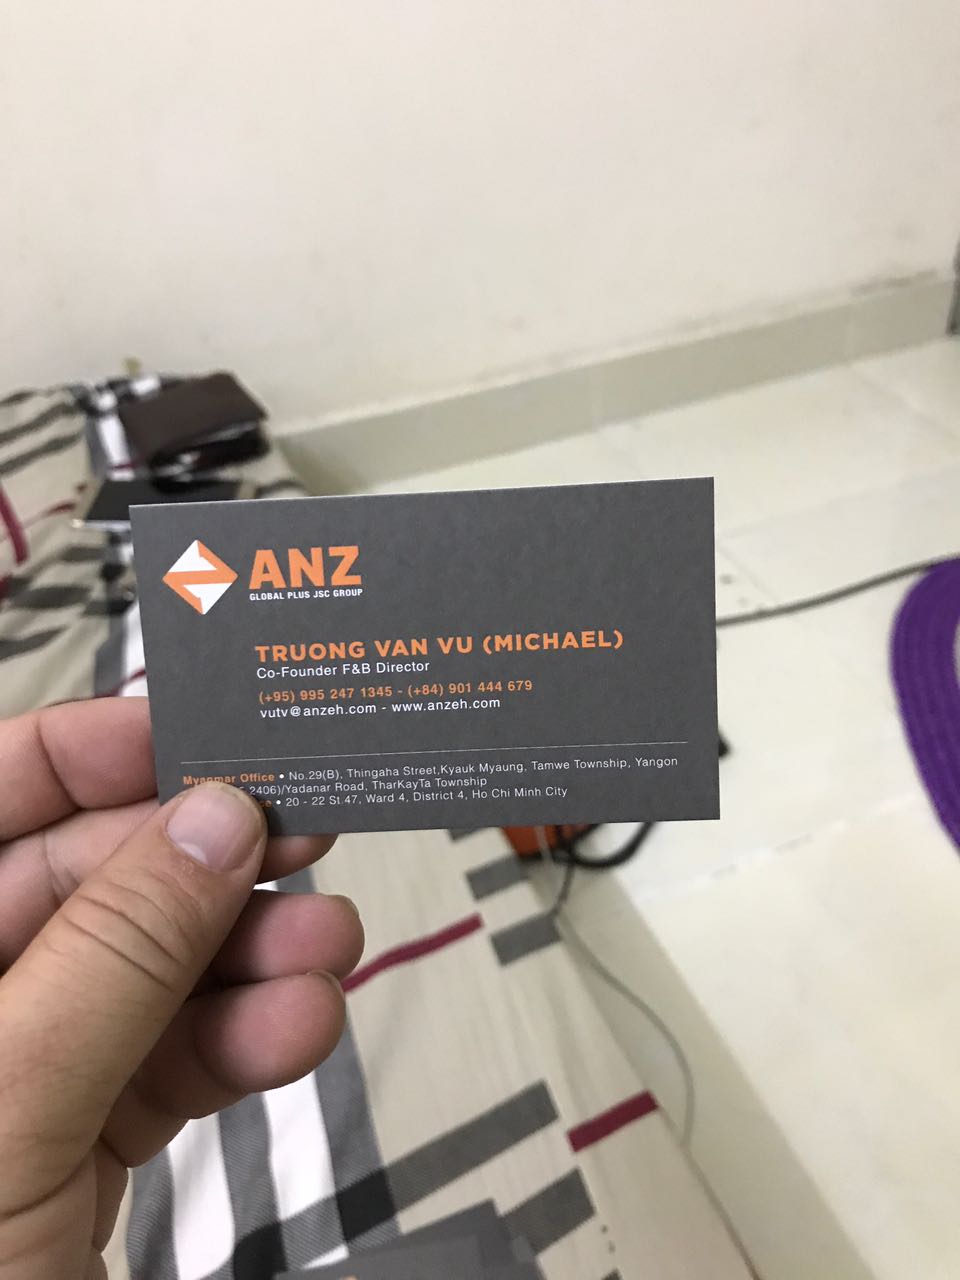 ANZ
GLOBAL PLUS JSC GROUP
TRUONG VAN VU (MICHAEL)
Co-Founder F&B Director
(+95) 995 247 1345 - (+84) 901 444 679
vutv@anzeh.com - www.anzeh.com
Myanmar Office • No.29(B), Thingaha Street,Kyauk Myaung, Tamwe Township, Yangon
2406)/Yadanar Road, TharKayTa Township
• 20 - 22 St.47, Ward 4, District 4, Ho Chi Minh City